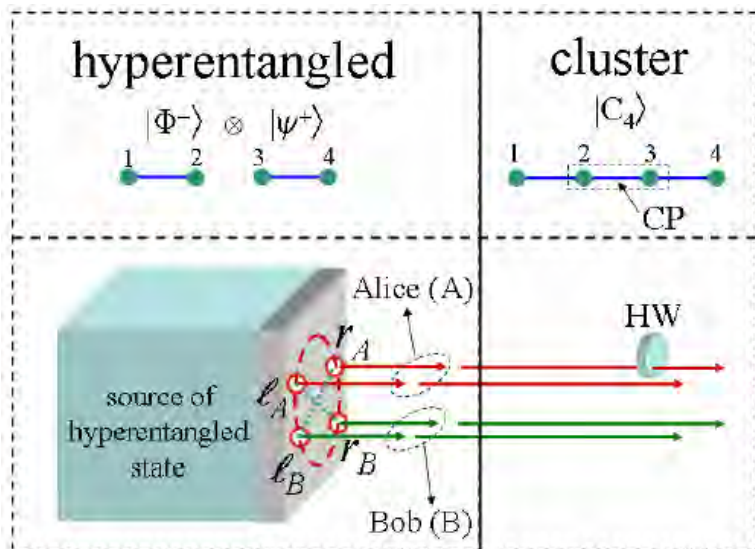 hyperentangled
|Φ⁻⟩ ⊗ |ψ⁺⟩
1 2 3 4
cluster
|C₄⟩
1 2 3 4
CP
Alice (A)
HW
r_A
ℓ_A
source of
hyperentangled
state
r_B
ℓ_B
Bob (B)